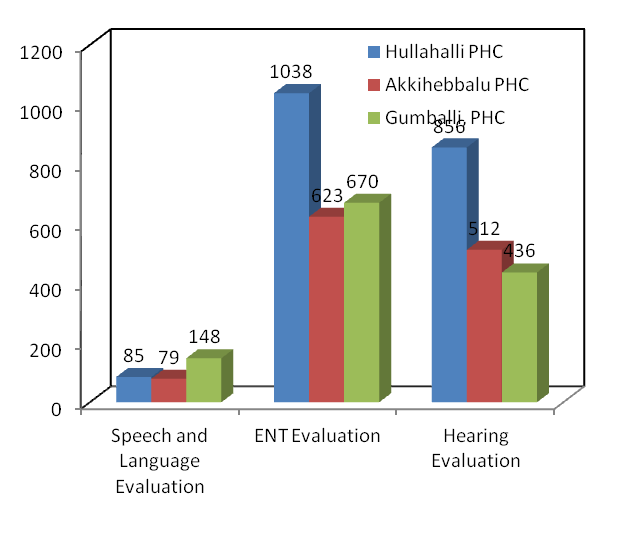 1200
1000
800
600
400
200
0
Hullahalli PHC
Akkihebbalu PHC
Gumballi PHC
85
79
148
1038
623
670
856
512
436
Speech and
Language
Evaluation
ENT Evaluation
Hearing
Evaluation